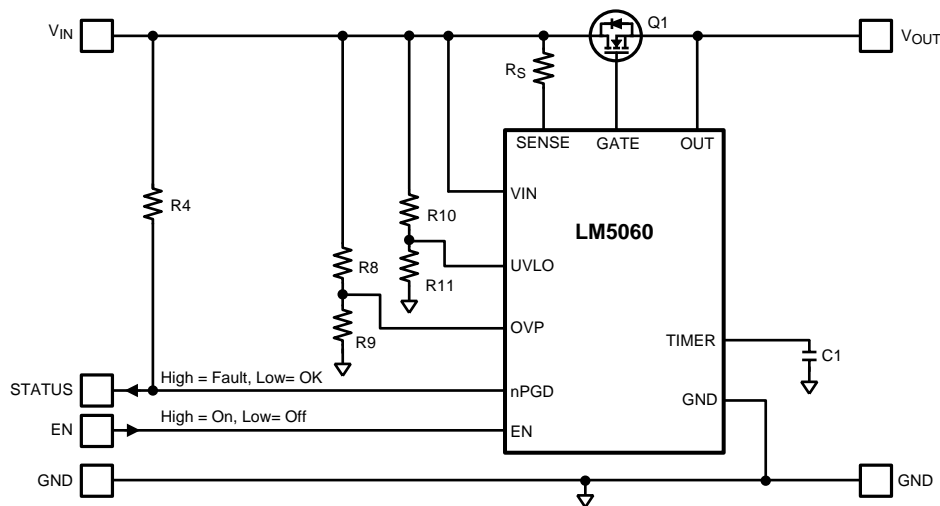 VIN
Q1
VOUT
RS
SENSE
GATE
OUT
R4
VIN
R10
LM5060
R8
UVLO
R11
OVP
R9
TIMER
C1
STATUS
High = Fault, Low= OK
nPGD
GND
EN
High = On, Low= Off
EN
GND
GND